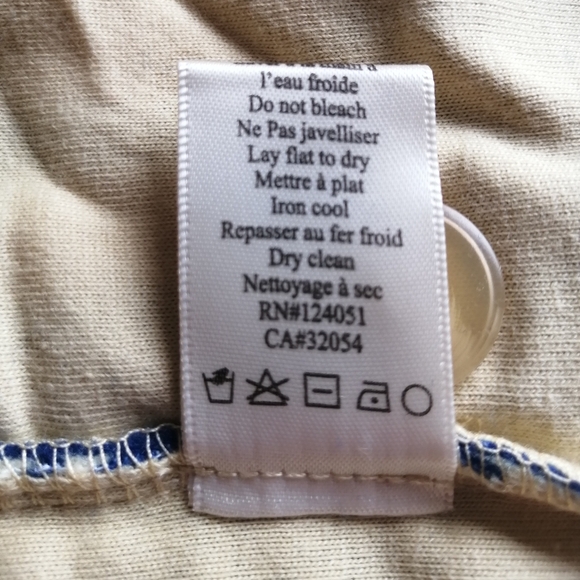 l'eau froide
Do not bleach
Ne Pas javelliser
Lay flat to dry
Mettre à plat
Iron cool
Repasser au fer froid
Dry clean
Nettoyage à sec
RN#124051
CA#32054